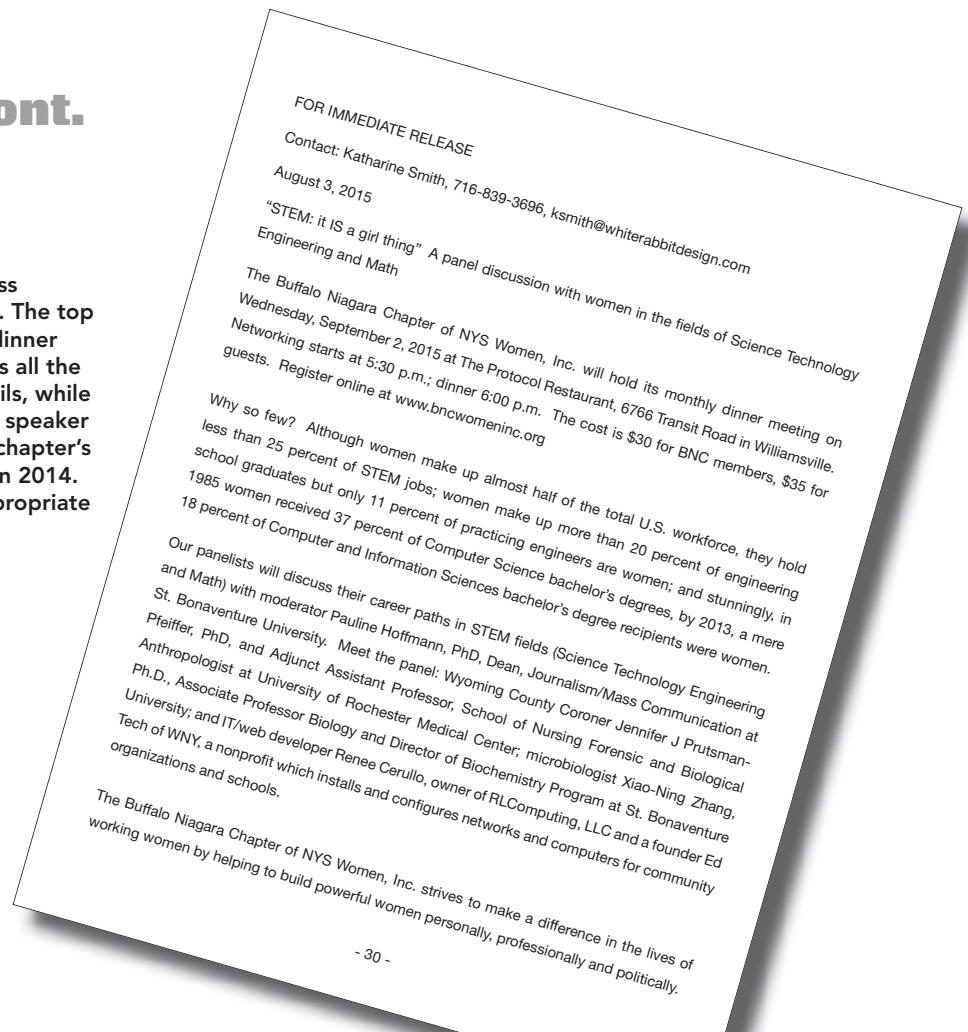 ont.
ss
. The top
dinner
s all the
ils, while
speaker
chapter's
n 2014.
propriate
FOR IMMEDIATE RELEASE
Contact: Katharine Smith, 716-839-3696, ksmith@whiterabbitdesign.com
August 3, 2015
“STEM: it IS a girl thing”  A panel discussion with women in the fields of Science Technology
Engineering and Math
The Buffalo Niagara Chapter of NYS Women, Inc. will hold its monthly dinner meeting on
Wednesday, September 2, 2015 at The Protocol Restaurant, 6766 Transit Road in Williamsville.
Networking starts at 5:30 p.m.; dinner 6:00 p.m.  The cost is $30 for BNC members, $35 for
guests.  Register online at www.bncwomeninc.org
Why so few?  Although women make up almost half of the total U.S. workforce, they hold
less than 25 percent of STEM jobs; women make up more than 20 percent of engineering
school graduates but only 11 percent of practicing engineers are women; and stunningly, in
1985 women received 37 percent of Computer Science bachelor's degrees, by 2013, a mere
18 percent of Computer and Information Sciences bachelor's degree recipients were women.
Our panelists will discuss their career paths in STEM fields (Science Technology Engineering
and Math) with moderator Pauline Hoffmann, PhD, Dean, Journalism/Mass Communication at
St. Bonaventure University.  Meet the panel: Wyoming County Coroner Jennifer J Prutsman-
Pfeiffer, PhD, and Adjunct Assistant Professor, School of Nursing Forensic and Biological
Anthropologist at University of Rochester Medical Center; microbiologist Xiao-Ning Zhang,
Ph.D., Associate Professor Biology and Director of Biochemistry Program at St. Bonaventure
University; and IT/web developer Renee Cerullo, owner of RLComputing, LLC and a founder Ed
Tech of WNY, a nonprofit which installs and configures networks and computers for community
organizations and schools.
The Buffalo Niagara Chapter of NYS Women, Inc. strives to make a difference in the lives of
working women by helping to build powerful women personally, professionally and politically.
- 30 -